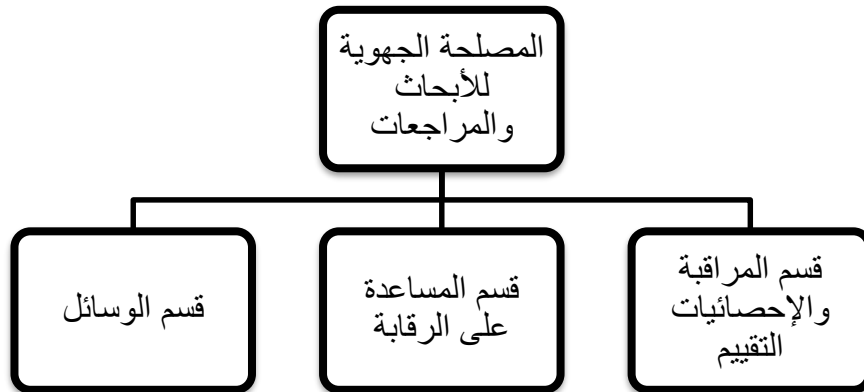 المصلحة الجهوية
للأبحاث
والمراجعات
قسم المراقبة
والإحصائيات
التقييم
قسم المساعدة
على الرقابة
قسم الوسائل